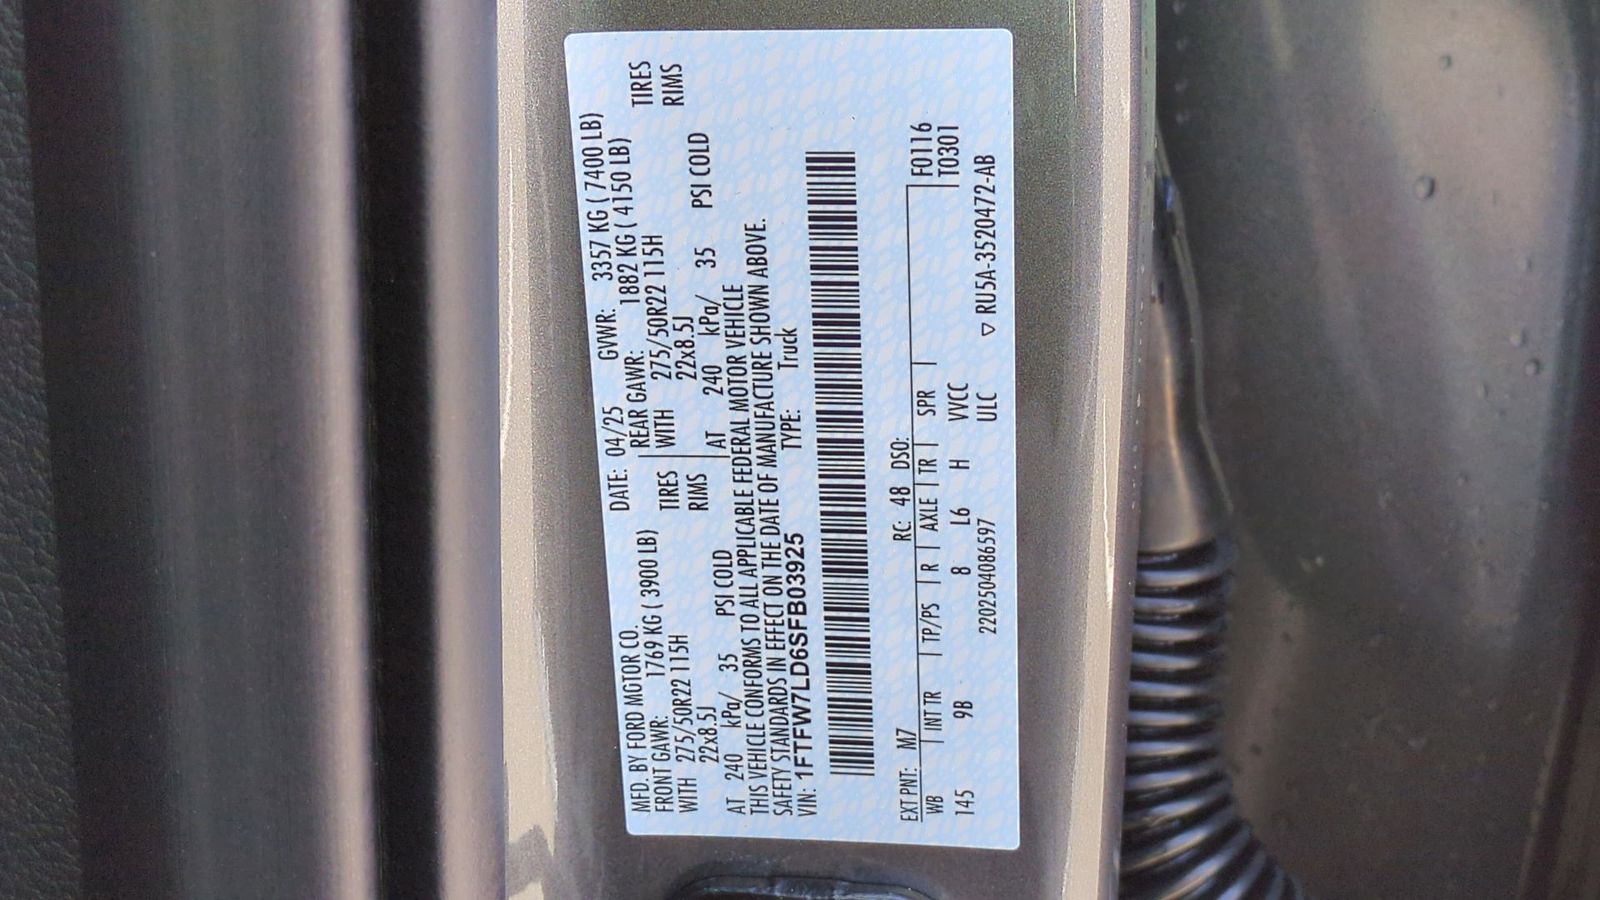 MFD. BY FORD MOTOR CO. DATE: 04/25 GVWR: 3357 KG ( 7400 LB)
FRONT GAWR: 1769 KG ( 3900 LB) REAR GAWR: 1882 KG ( 4150 LB)
WITH 275/50R22 115H TIRES WITH 275/50R22 115H TIRES
22x8.5J RIMS 22x8.5J RIMS
AT 240 kPa/ 35 PSI COLD AT 240 kPa/ 35 PSI COLD
THIS VEHICLE CONFORMS TO ALL APPLICABLE FEDERAL MOTOR VEHICLE
SAFETY STANDARDS IN EFFECT ON THE DATE OF MANUFACTURE SHOWN ABOVE.
VIN: 1FTFW7LD6SFB03925 TYPE: Truck
EXT PNT: M7 RC: 48 DSO: F0116
WB INT TR TP/PS R AXLE TR SPR T0301
145 9B 8 L6 H VVCC
2202504086597 ULC ▽ RU5A-3520472-AB